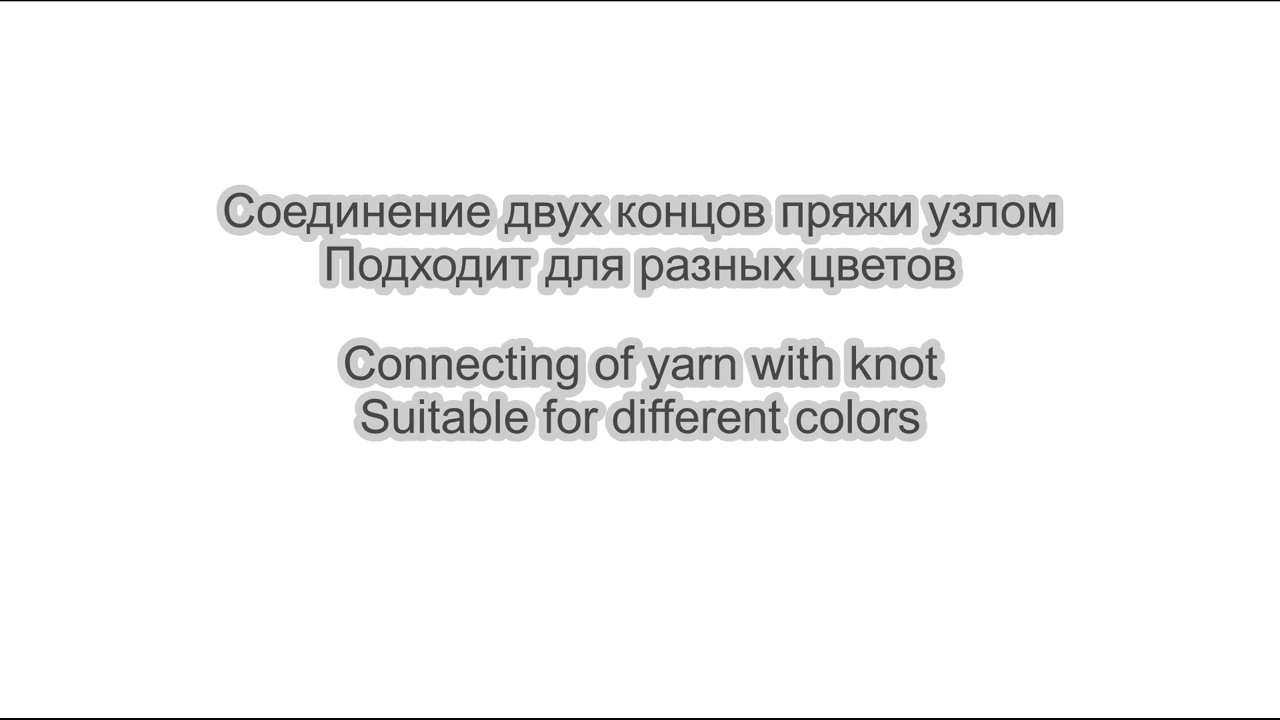 Соединение двух концов пряжи узлом
Подходит для разных цветов
Connecting of yarn with knot
Suitable for different colors